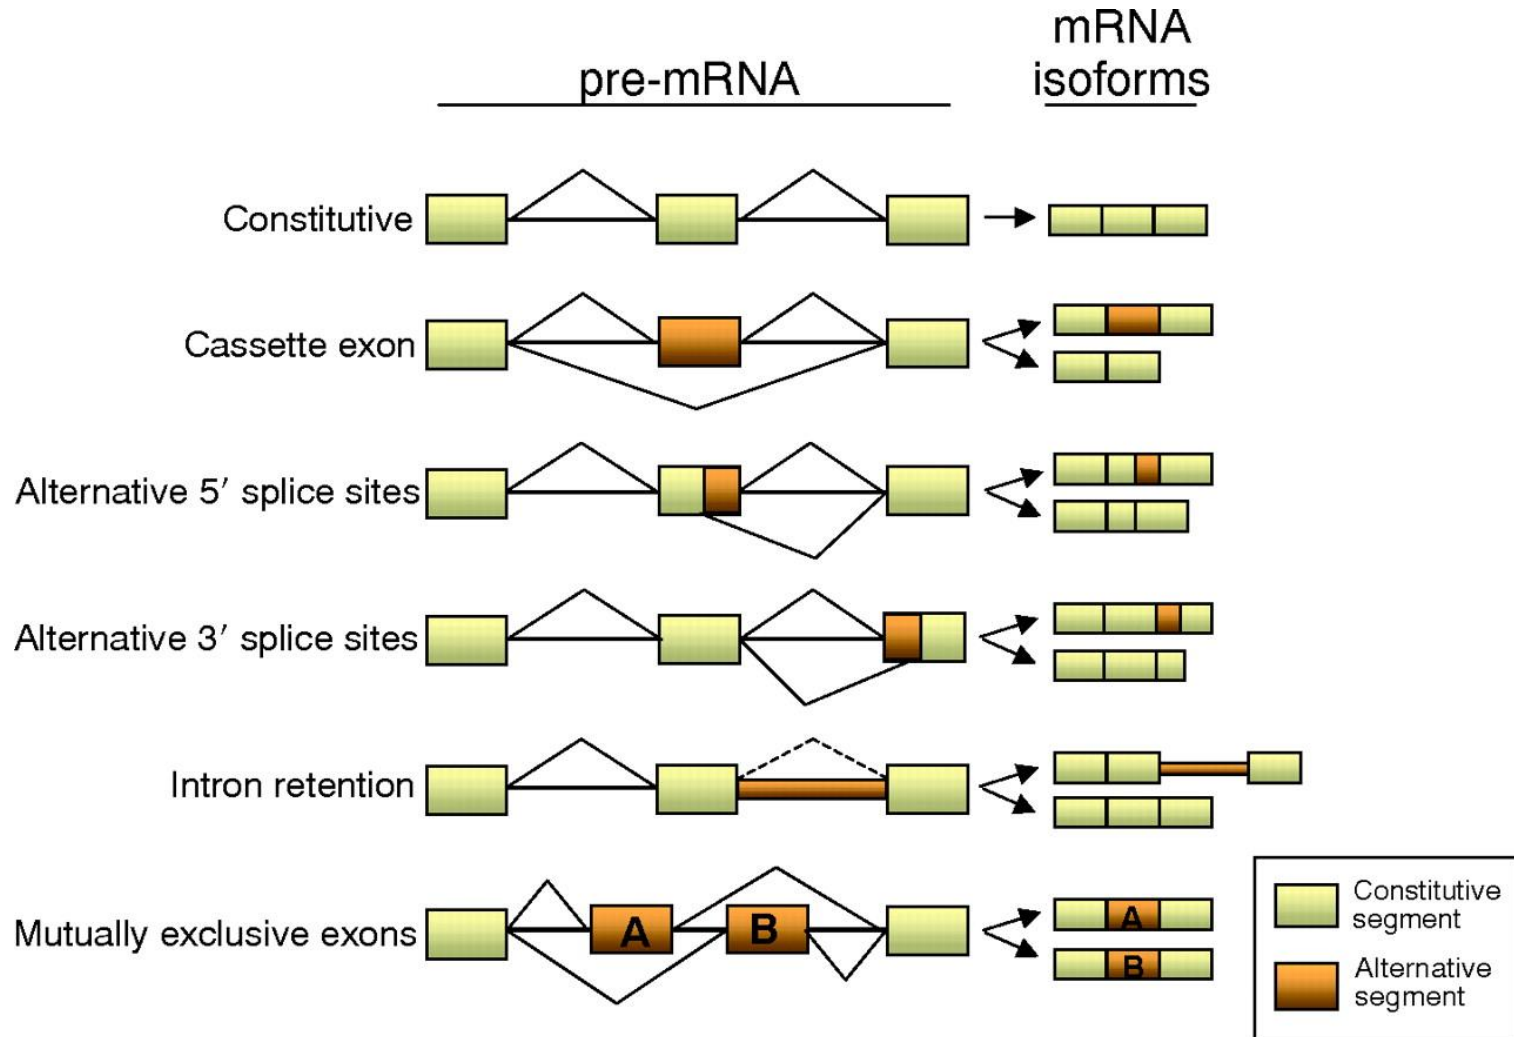 pre-mRNA
mRNA
isoforms
Constitutive
Cassette exon
Alternative 5′ splice sites
Alternative 3′ splice sites
Intron retention
Mutually exclusive exons
A
B
A
B
Constitutive
segment
Alternative
segment